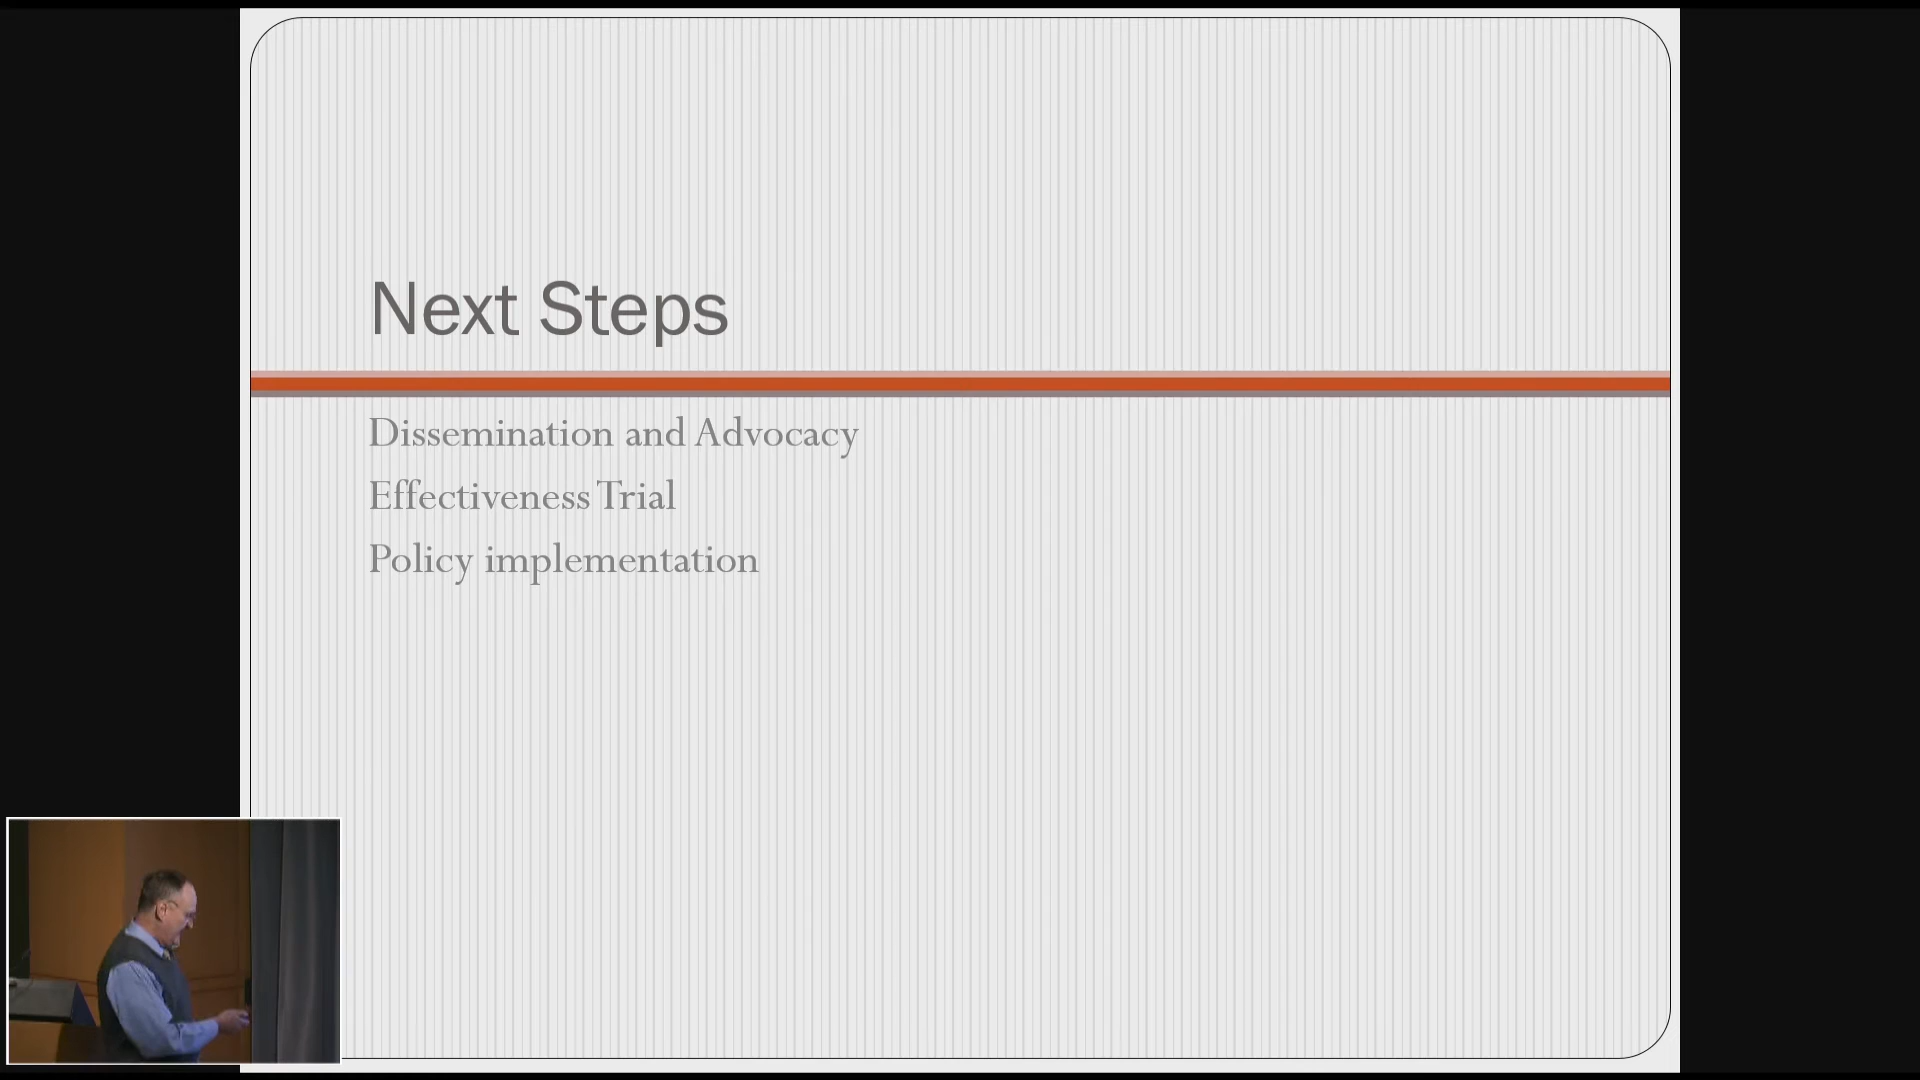 Next Steps
Dissemination and Advocacy
Effectiveness Trial
Policy implementation